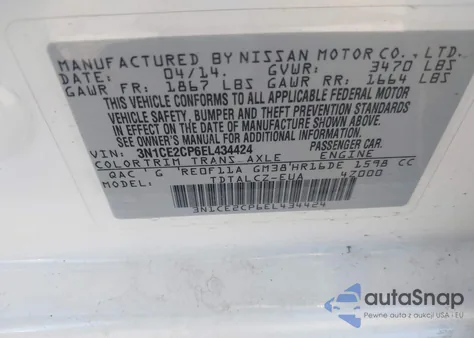 MANUFACTURED BY NISSAN MOTOR CO., LTD.
DATE: 04/14. GVWR: 3470 LBS
GAWR FR: 1867 LBS GAWR RR: 1664 LBS
THIS VEHICLE CONFORMS TO ALL APPLICABLE FEDERAL MOTOR
VEHICLE SAFETY, BUMPER AND THEFT PREVENTION STANDARDS
IN EFFECT ON THE DATE OF MANUFACTURE SHOWN ABOVE.
SEE OWNER'S MANUAL FOR ADDITIONAL INFORMATION
VIN: 3N1CE2CP6EL434424 PASSENGER CAR.
COLOR TRIM TRANS AXLE ENGINE
QAC G RE0F11A GM38 HR16DE 1598 CC
MODEL: TDTALCZ-EUA 47000
3N1CE2CP6EL434424
autoSnap
Pewne auta z aukcji USA - EU